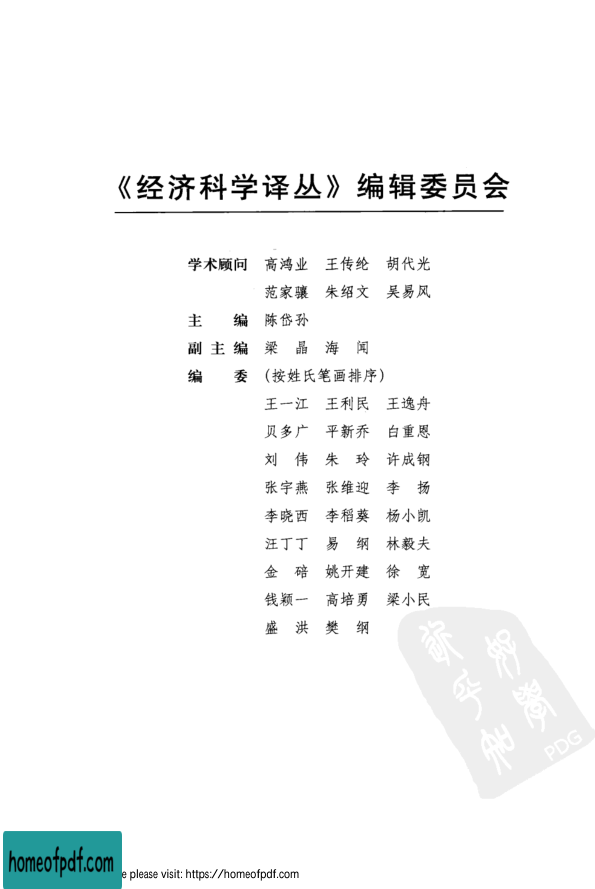 《经济科学译丛》编辑委员会
学术顾问 高鸿业 王传纶 胡代光
范家骧 朱绍文 吴易风
主 编 陈岱孙
副主编 梁 晶 海 闻
编 委 (按姓氏笔画排序)
王一江 王利民 王逸舟
贝多广 平新乔 白重恩
刘 伟 朱 玲 许成钢
张宇燕 张维迎 李 扬
李晓西 李稻葵 杨小凯
汪丁丁 易 纲 林毅夫
金 碚 姚开建 徐 宽
钱颖一 高培勇 梁小民
盛 洪 樊 纲
PDG
homeofpdf.com
e please visit: https://homeofpdf.com